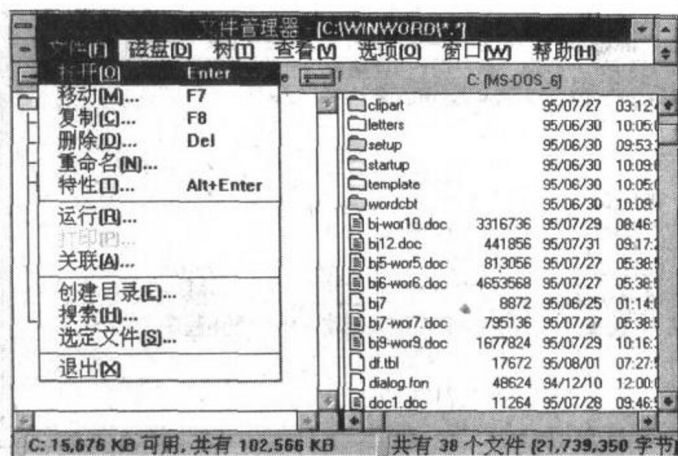 文件管理器 - [C:\WINWORD\*.*]
文件(F) 磁盘(D) 树(T) 查看(V) 选项(O) 窗口(W) 帮助(H)
C: [MS-DOS_6]
打开(O) Enter
移动(M)... F7
复制(C)... F8
删除(D)... Del
重命名(N)...
特性(T)... Alt+Enter
运行(R)...
打印(P)...
关联(A)...
创建目录(E)...
搜索(H)...
选定文件(S)...
退出(X)
clipart 95/07/27 03:12:
letters 95/06/30 10:05:
setup 95/06/30 09:53:
startup 95/06/30 10:09:
template 95/06/30 10:05:
wordcbt 95/06/30 10:09:
bj-wor10.doc 3316736 95/07/29 08:46:
bj12.doc 441856 95/07/31 09:17:
bj5-wor5.doc 813056 95/07/27 05:38:
bj6-wor6.doc 4653568 95/07/27 05:38:
bj7 8872 95/06/25 01:14:
bj7-wor7.doc 795136 95/07/27 05:38:
bj9-wor9.doc 1677824 95/07/29 10:16:
df.tbl 17672 95/08/01 07:27:
dialog.fon 48624 94/12/10 12:00:
doc1.doc 11264 95/07/28 09:46:
C: 15,676 KB 可用, 共有 102,566 KB
共有 38 个文件 (21,739,350 字节)